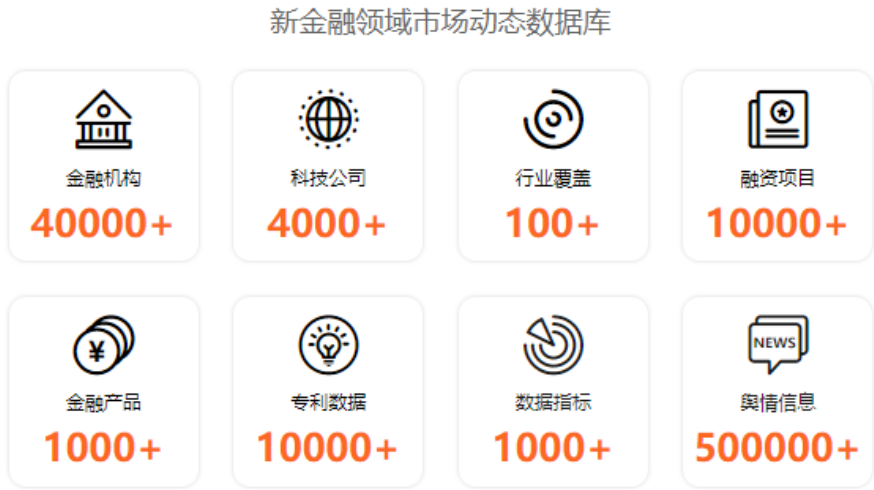 新金融领域市场动态数据库
金融机构
40000+
科技公司
4000+
行业覆盖
100+
融资项目
10000+
¥
金融产品
1000+
专利数据
10000+
数据指标
1000+
NEWS
舆情信息
500000+